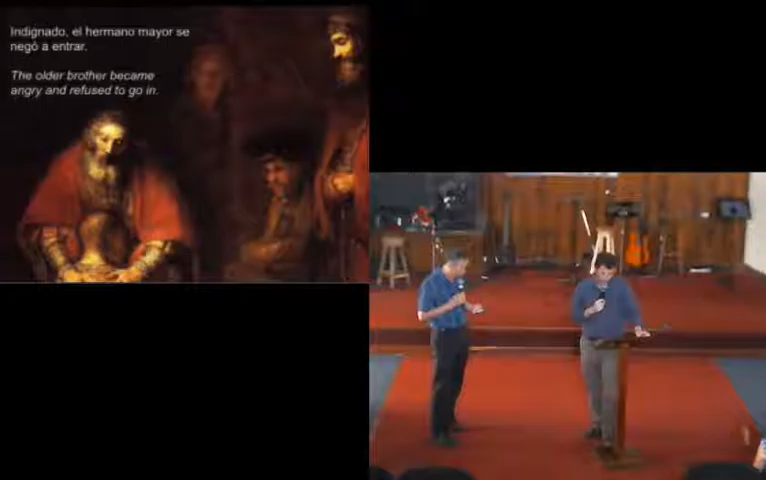 Indignado, el hermano mayor se
negó a entrar.
The older brother became
angry and refused to go in.